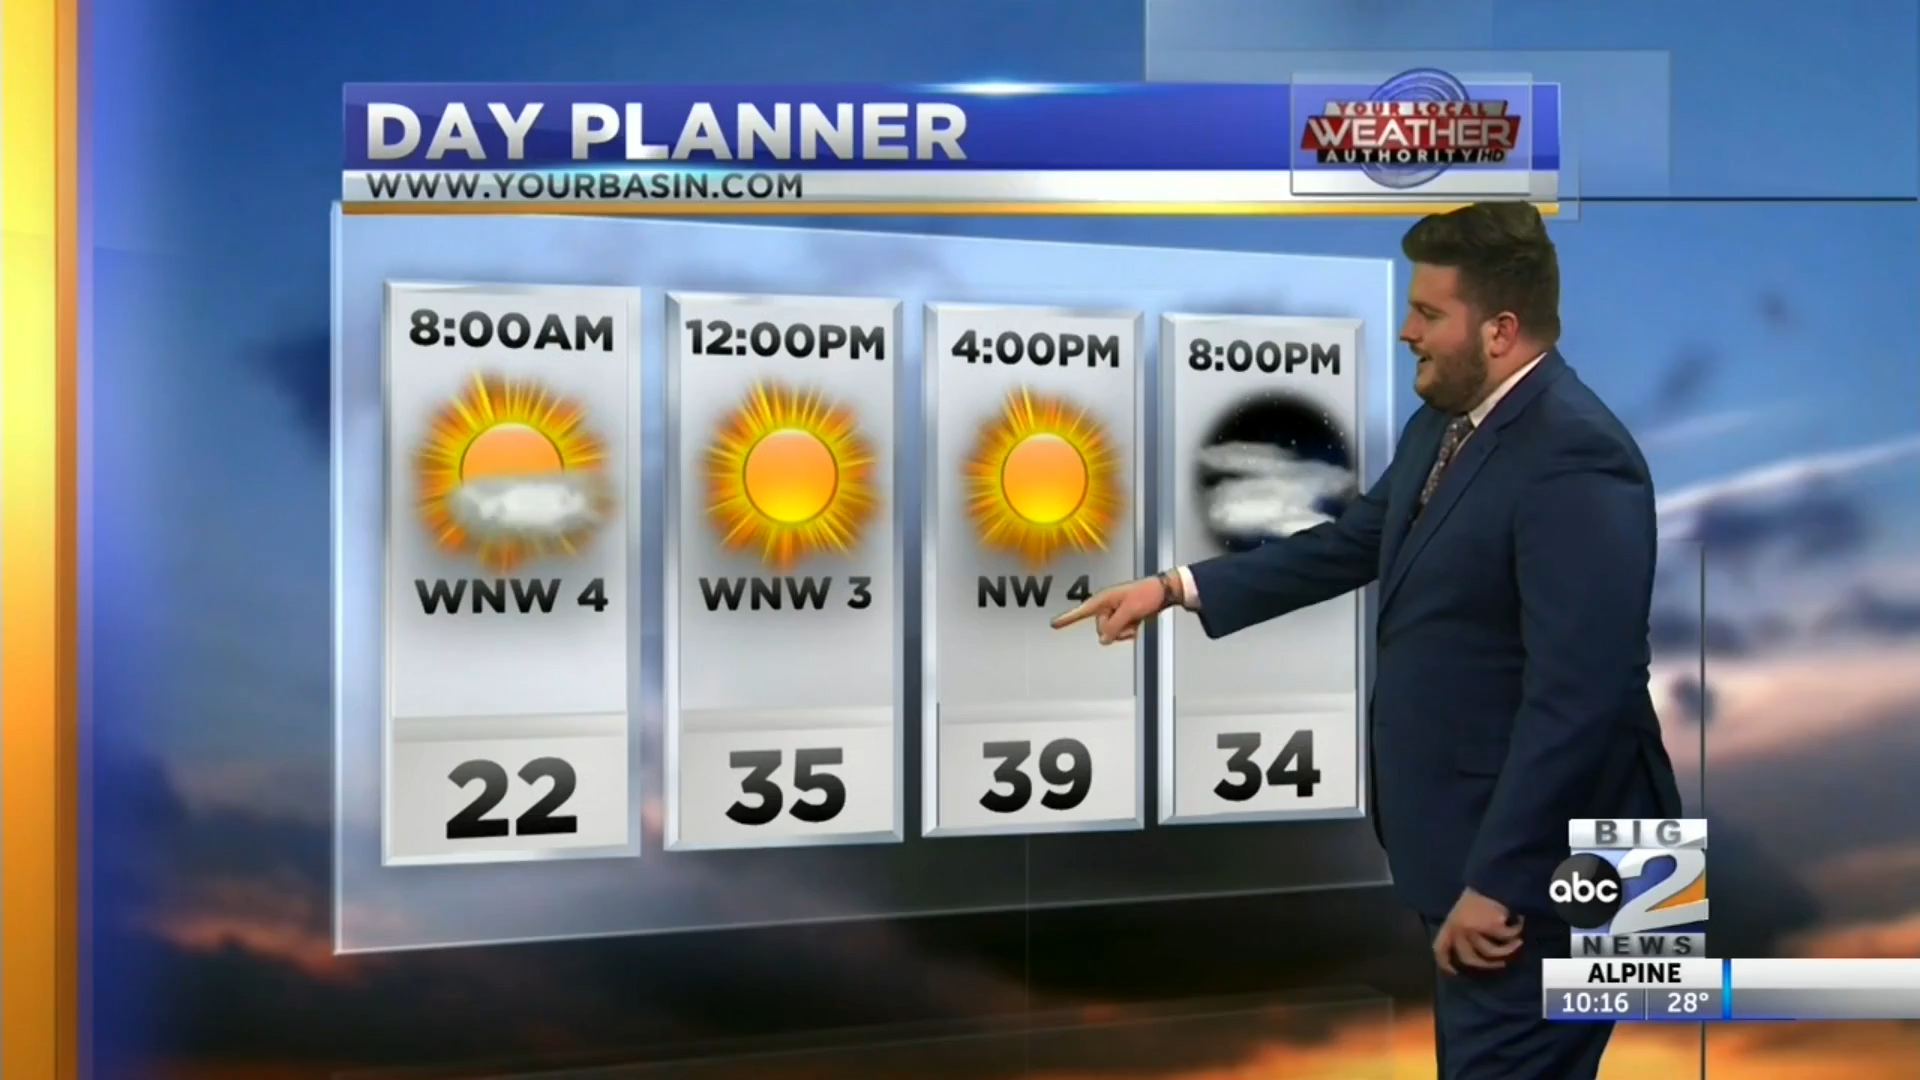 DAY PLANNER
WWW.YOURBASIN.COM
YOUR LOCAL
WEATHER
AUTHORITY HD
8:00AM
12:00PM
4:00PM
8:00PM
WNW 4
WNW 3
NW 4
22
35
39
34
BIG
abc 2
NEWS
ALPINE
10:16 28°